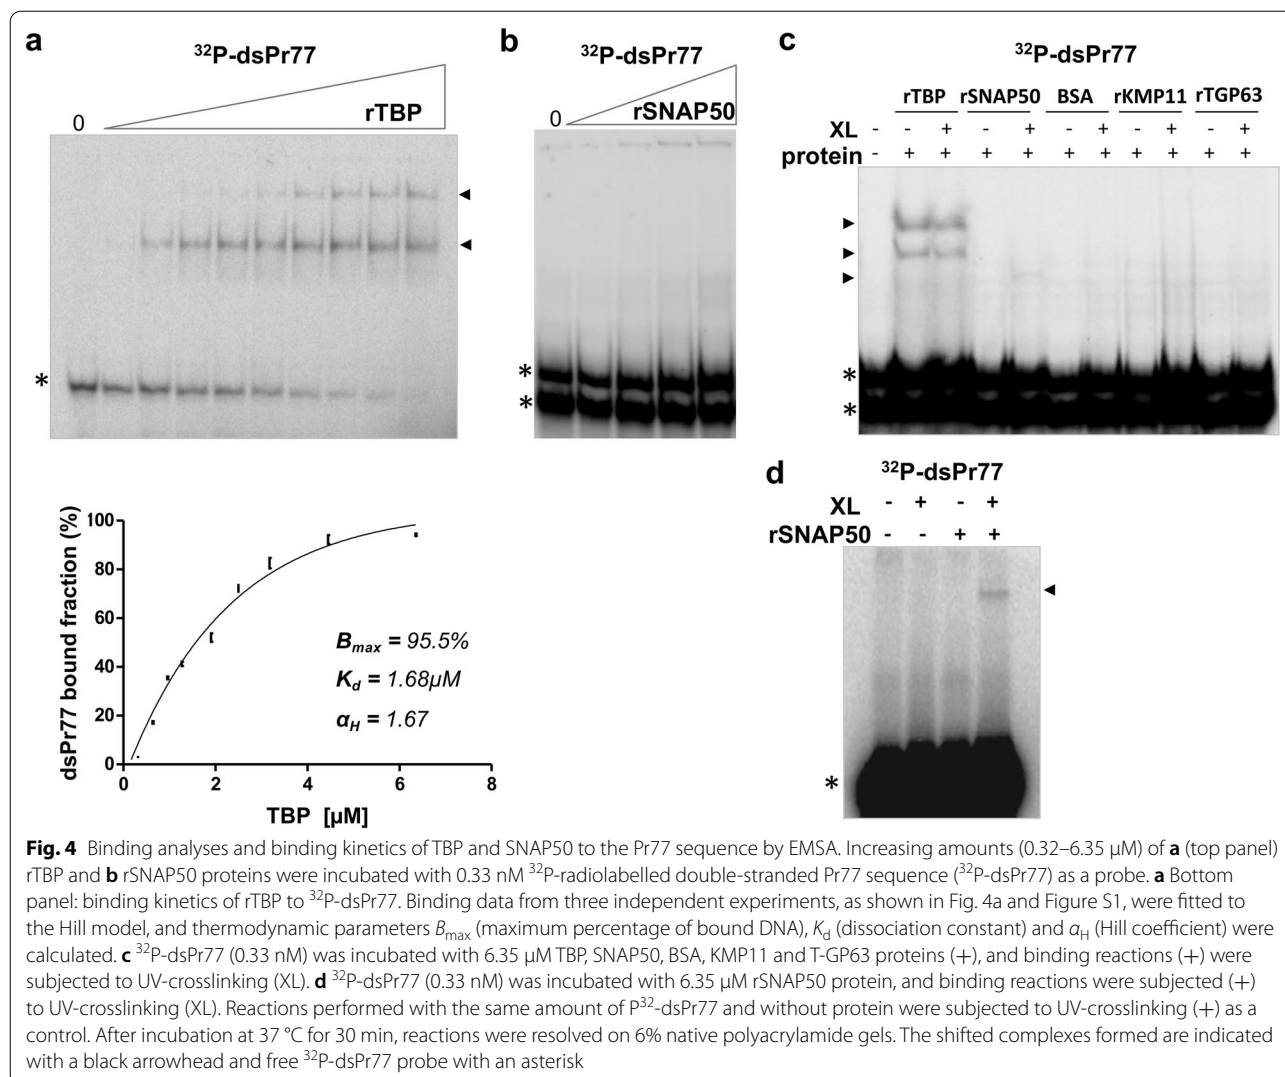 a
³²P-dsPr77
0
rTBP
◄
◄
*
b
³²P-dsPr77
0
rSNAP50
*
*
c
³²P-dsPr77
rTBP rSNAP50 BSA rKMP11 rTGP63
XL - - + - + - + - + - +
protein - + + + + + + + + + +
►
►
►
*
*
d
³²P-dsPr77
XL - + - +
rSNAP50 - - + +
◄
*
dsPr77 bound fraction (%)
100
80
60
40
20
0
Bmax = 95.5%
Kd = 1.68µM
αH = 1.67
0 2 4 6 8
TBP [µM]
Fig. 4 Binding analyses and binding kinetics of TBP and SNAP50 to the Pr77 sequence by EMSA. Increasing amounts (0.32–6.35 µM) of a (top panel)
rTBP and b rSNAP50 proteins were incubated with 0.33 nM ³²P-radiolabelled double-stranded Pr77 sequence (³²P-dsPr77) as a probe. a Bottom
panel: binding kinetics of rTBP to ³²P-dsPr77. Binding data from three independent experiments, as shown in Fig. 4a and Figure S1, were fitted to
the Hill model, and thermodynamic parameters Bmax (maximum percentage of bound DNA), Kd (dissociation constant) and αH (Hill coefficient) were
calculated. c ³²P-dsPr77 (0.33 nM) was incubated with 6.35 µM TBP, SNAP50, BSA, KMP11 and T-GP63 proteins (+), and binding reactions (+) were
subjected to UV-crosslinking (XL). d ³²P-dsPr77 (0.33 nM) was incubated with 6.35 µM rSNAP50 protein, and binding reactions were subjected (+)
to UV-crosslinking (XL). Reactions performed with the same amount of P³²-dsPr77 and without protein were subjected to UV-crosslinking (+) as a
control. After incubation at 37 °C for 30 min, reactions were resolved on 6% native polyacrylamide gels. The shifted complexes formed are indicated
with a black arrowhead and free ³²P-dsPr77 probe with an asterisk